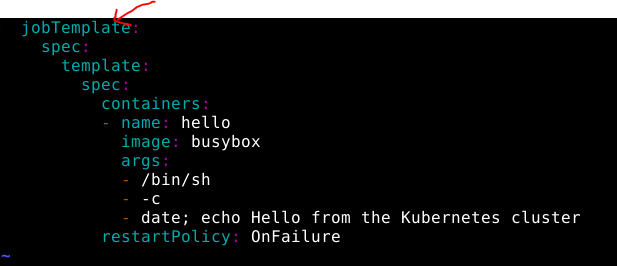 jobTemplate:
spec:
template:
spec:
containers:
- name: hello
image: busybox
args:
- /bin/sh
- -c
- date; echo Hello from the Kubernetes cluster
restartPolicy: OnFailure
~